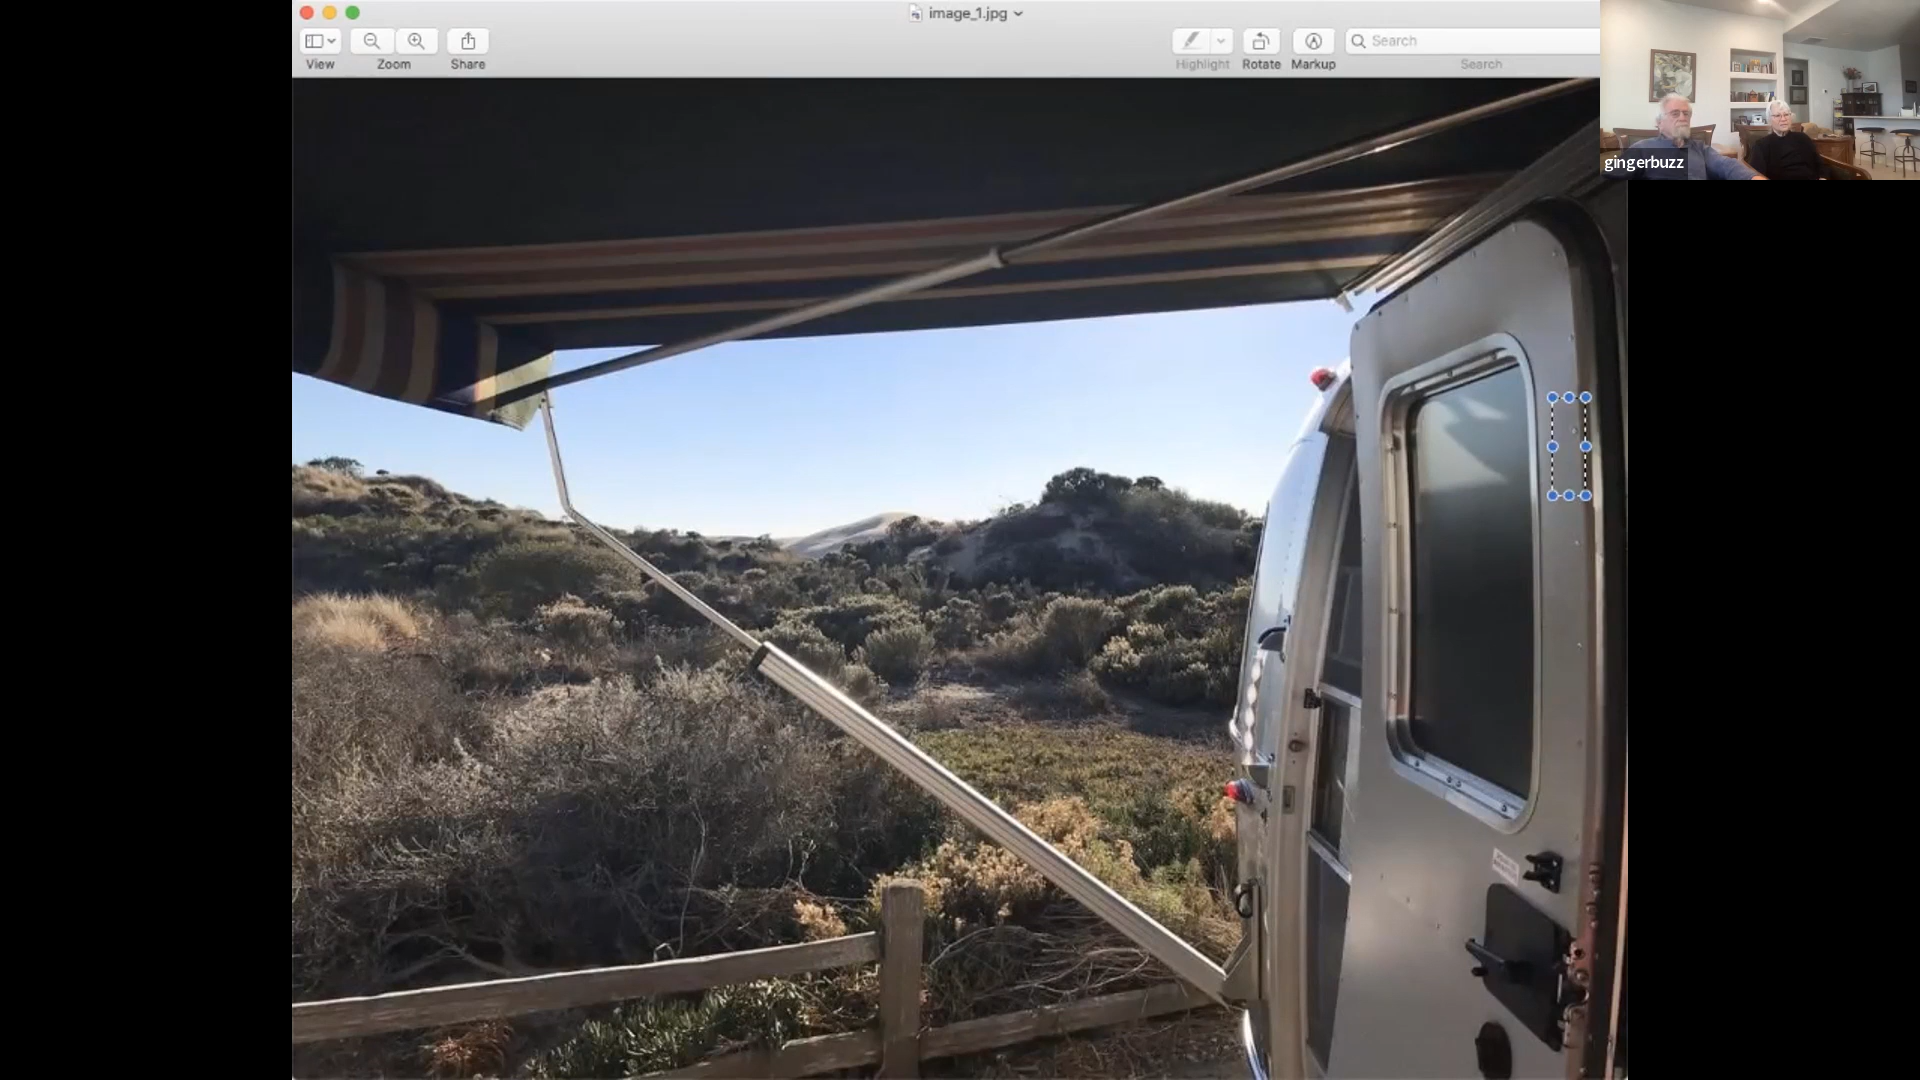 image_1.jpg
View
Zoom
Share
Highlight
Rotate
Markup
Search
Search
gingerbuzz